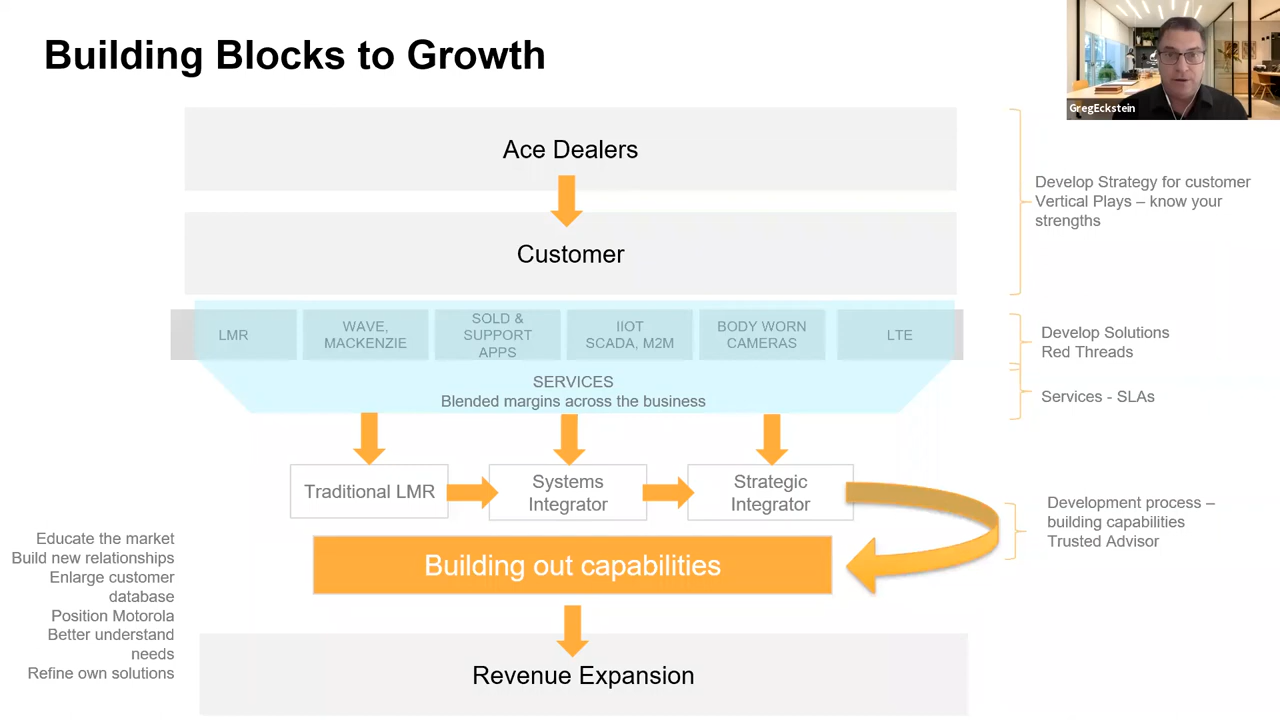 Building Blocks to Growth
GregEckstein
Ace Dealers
Develop Strategy for customer
Vertical Plays – know your
strengths
Customer
LMR
WAVE,
MACKENZIE
SOLD &
SUPPORT
APPS
IIOT
SCADA, M2M
BODY WORN
CAMERAS
LTE
Develop Solutions
Red Threads
SERVICES
Blended margins across the business
Services - SLAs
Traditional LMR
Systems
Integrator
Strategic
Integrator
Development process –
building capabilities
Trusted Advisor
Educate the market
Build new relationships
Enlarge customer
database
Position Motorola
Better understand
needs
Refine own solutions
Building out capabilities
Revenue Expansion